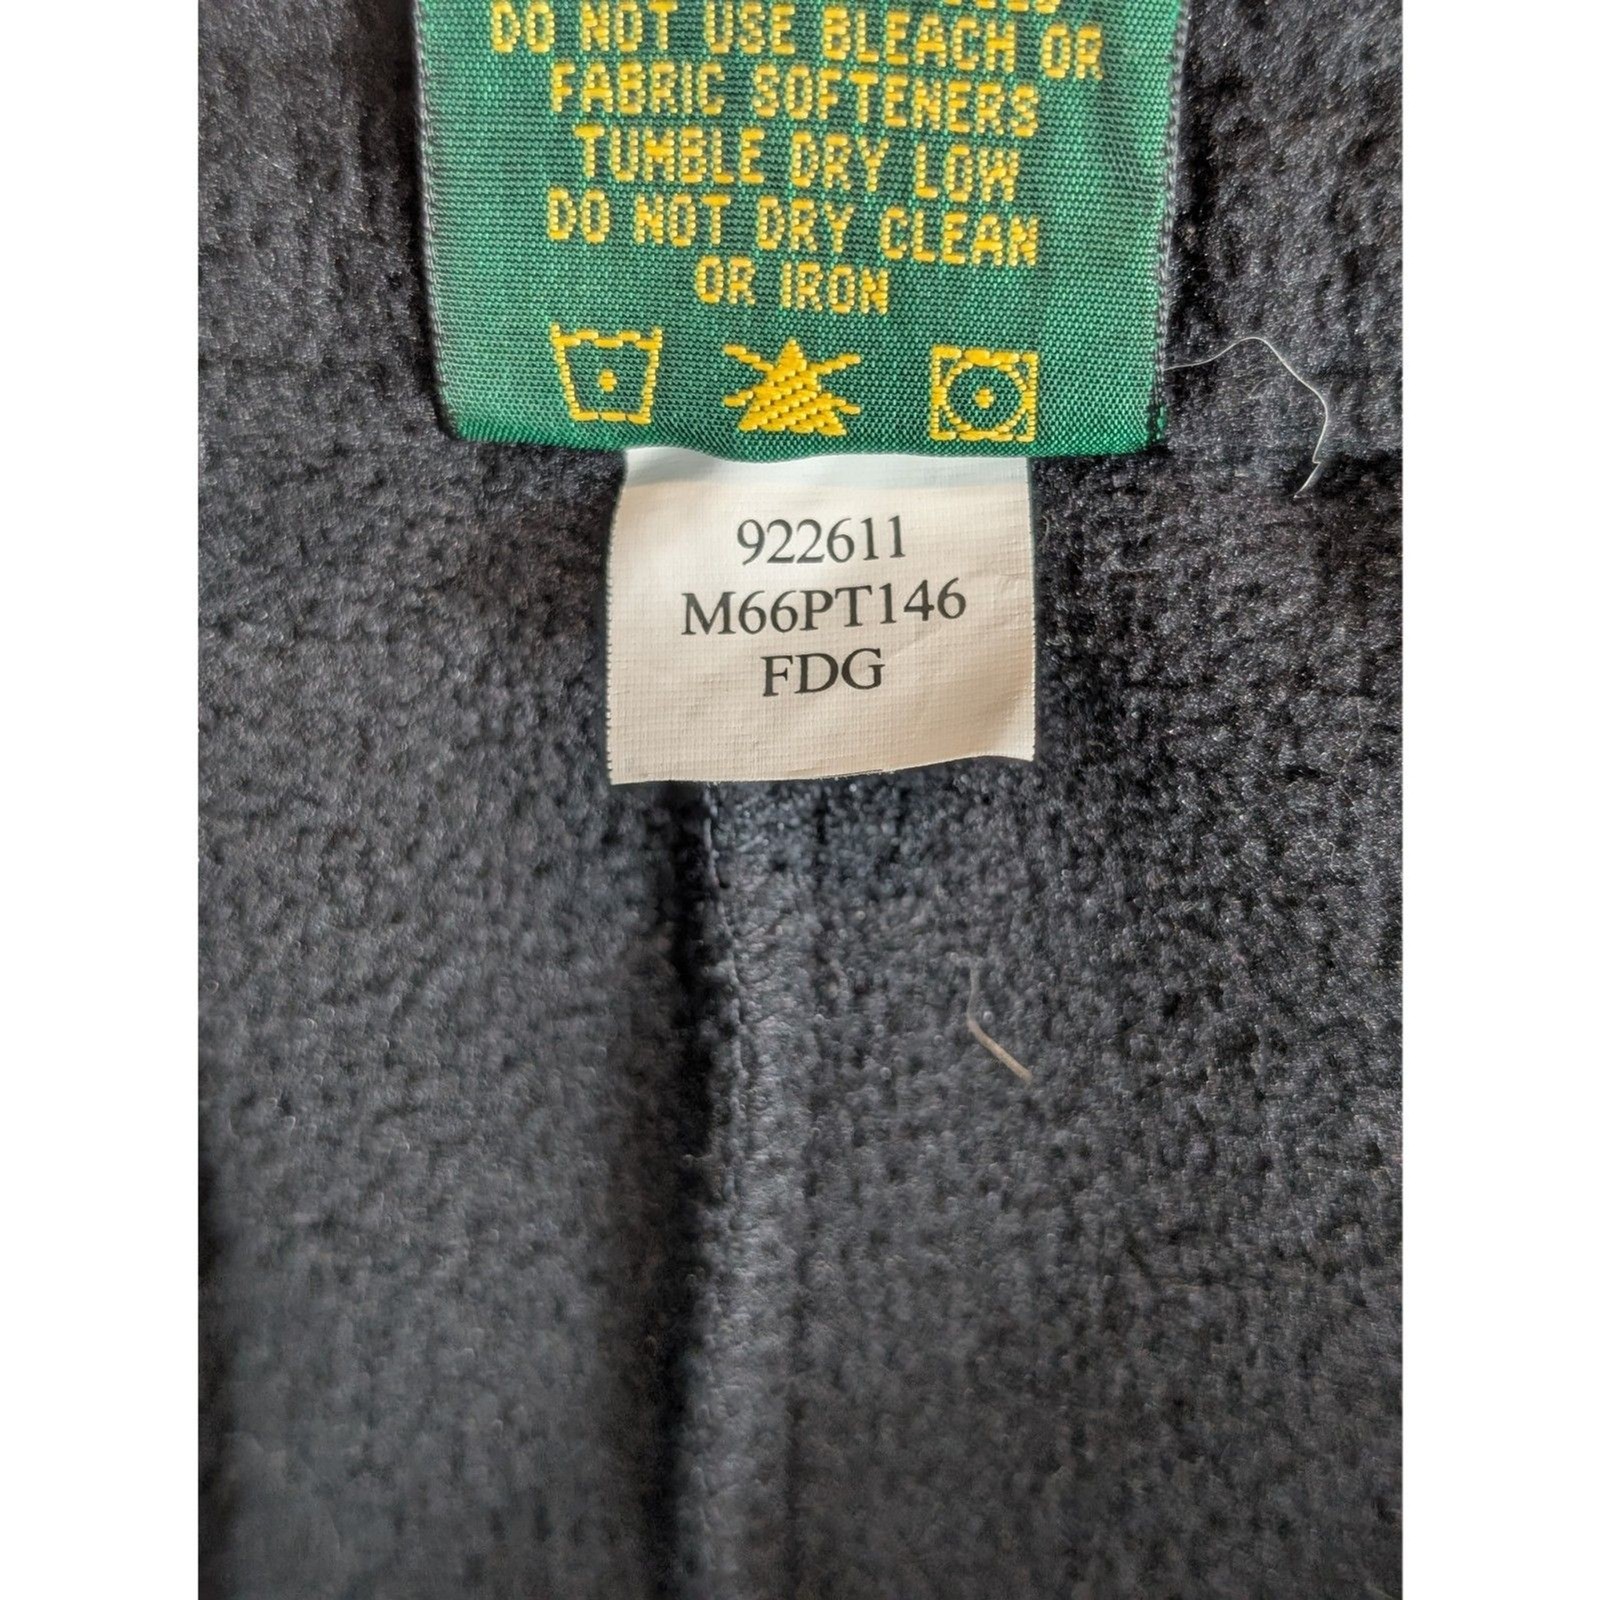 DO NOT USE BLEACH OR
FABRIC SOFTENERS
TUMBLE DRY LOW
DO NOT DRY CLEAN
OR IRON
922611
M66PT146
FDG